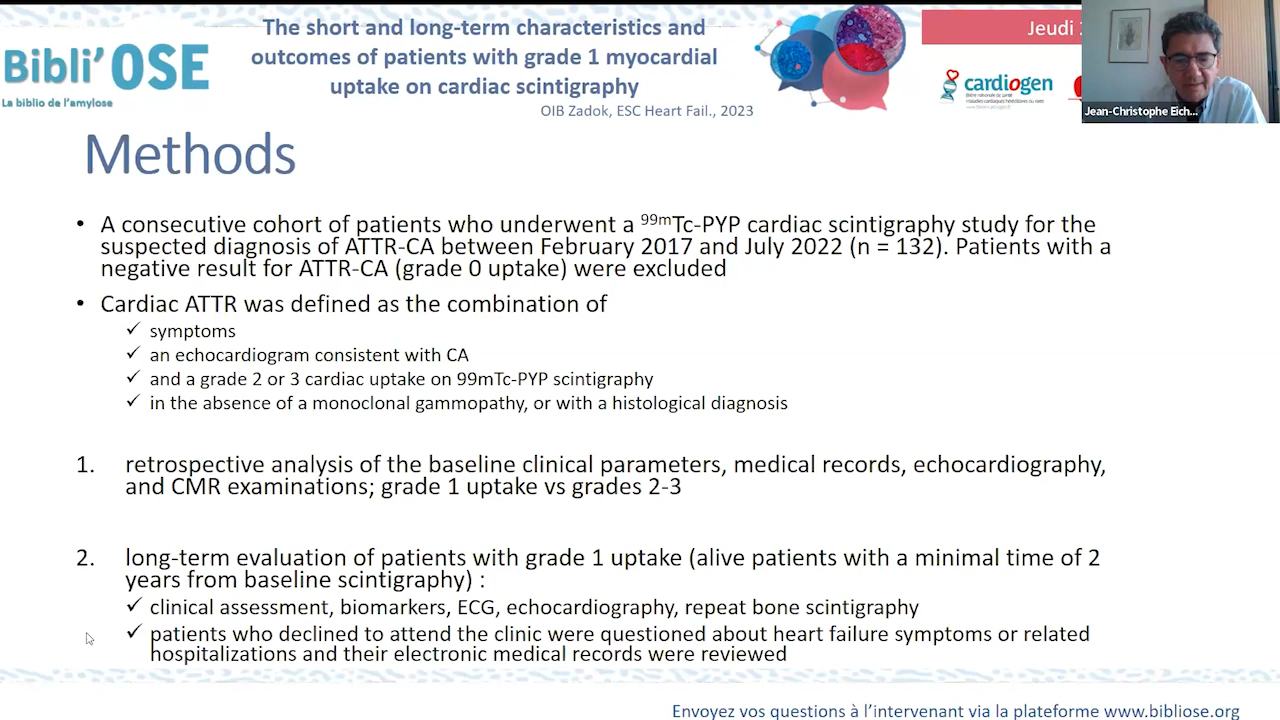 The short and long-term characteristics and
outcomes of patients with grade 1 myocardial
uptake on cardiac scintigraphy
OIB Zadok, ESC Heart Fail., 2023
Bibli'OSE
La biblio de l'amylose
Jeudi
cardiogen
Jean-Christophe Eich...
Methods
• A consecutive cohort of patients who underwent a ⁹⁹ᵐTc-PYP cardiac scintigraphy study for the
suspected diagnosis of ATTR-CA between February 2017 and July 2022 (n = 132). Patients with a
negative result for ATTR-CA (grade 0 uptake) were excluded
• Cardiac ATTR was defined as the combination of
✓ symptoms
✓ an echocardiogram consistent with CA
✓ and a grade 2 or 3 cardiac uptake on 99mTc-PYP scintigraphy
✓ in the absence of a monoclonal gammopathy, or with a histological diagnosis
1. retrospective analysis of the baseline clinical parameters, medical records, echocardiography,
and CMR examinations; grade 1 uptake vs grades 2-3
2. long-term evaluation of patients with grade 1 uptake (alive patients with a minimal time of 2
years from baseline scintigraphy) :
✓ clinical assessment, biomarkers, ECG, echocardiography, repeat bone scintigraphy
✓ patients who declined to attend the clinic were questioned about heart failure symptoms or related
hospitalizations and their electronic medical records were reviewed
Envoyez vos questions à l'intervenant via la plateforme www.bibliose.org